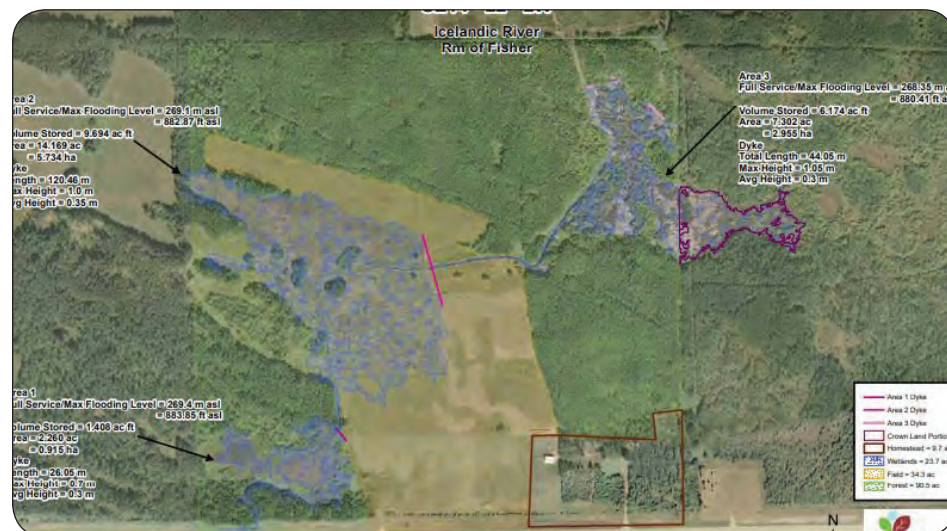 Icelandic River
Rm of Fisher
Area 3
Full Service/Max Flooding Level = 268.35 m asl
= 880.41 ft asl
Volume Stored = 6.174 ac ft
Area = 7.302 ac
= 2.955 ha
Dyke
Total Length = 44.05 m
Max Height = 1.05 m
Avg Height = 0.3 m
rea 2
ull Service/Max Flooding Level = 269.1 m asl
= 882.87 ft asl
olume Stored = 9.694 ac ft
rea = 14.169 ac
= 5.734 ha
yke
ength = 120.46 m
ax Height = 1.0 m
vg Height = 0.35 m
rea 1
ull Service/Max Flooding Level = 269.4 m asl
= 883.85 ft asl
olume Stored = 1.408 ac ft
rea = 2.260 ac
= 0.915 ha
yke
ength = 26.05 m
ax Height = 0.7 m
vg Height = 0.3 m
Area 1 Dyke
Area 2 Dyke
Area 3 Dyke
Crown Land Portio
Homestead = 9.7 a
Wetlands = 23.7 a
Field = 34.3 ac
Forest = 90.5 ac
N